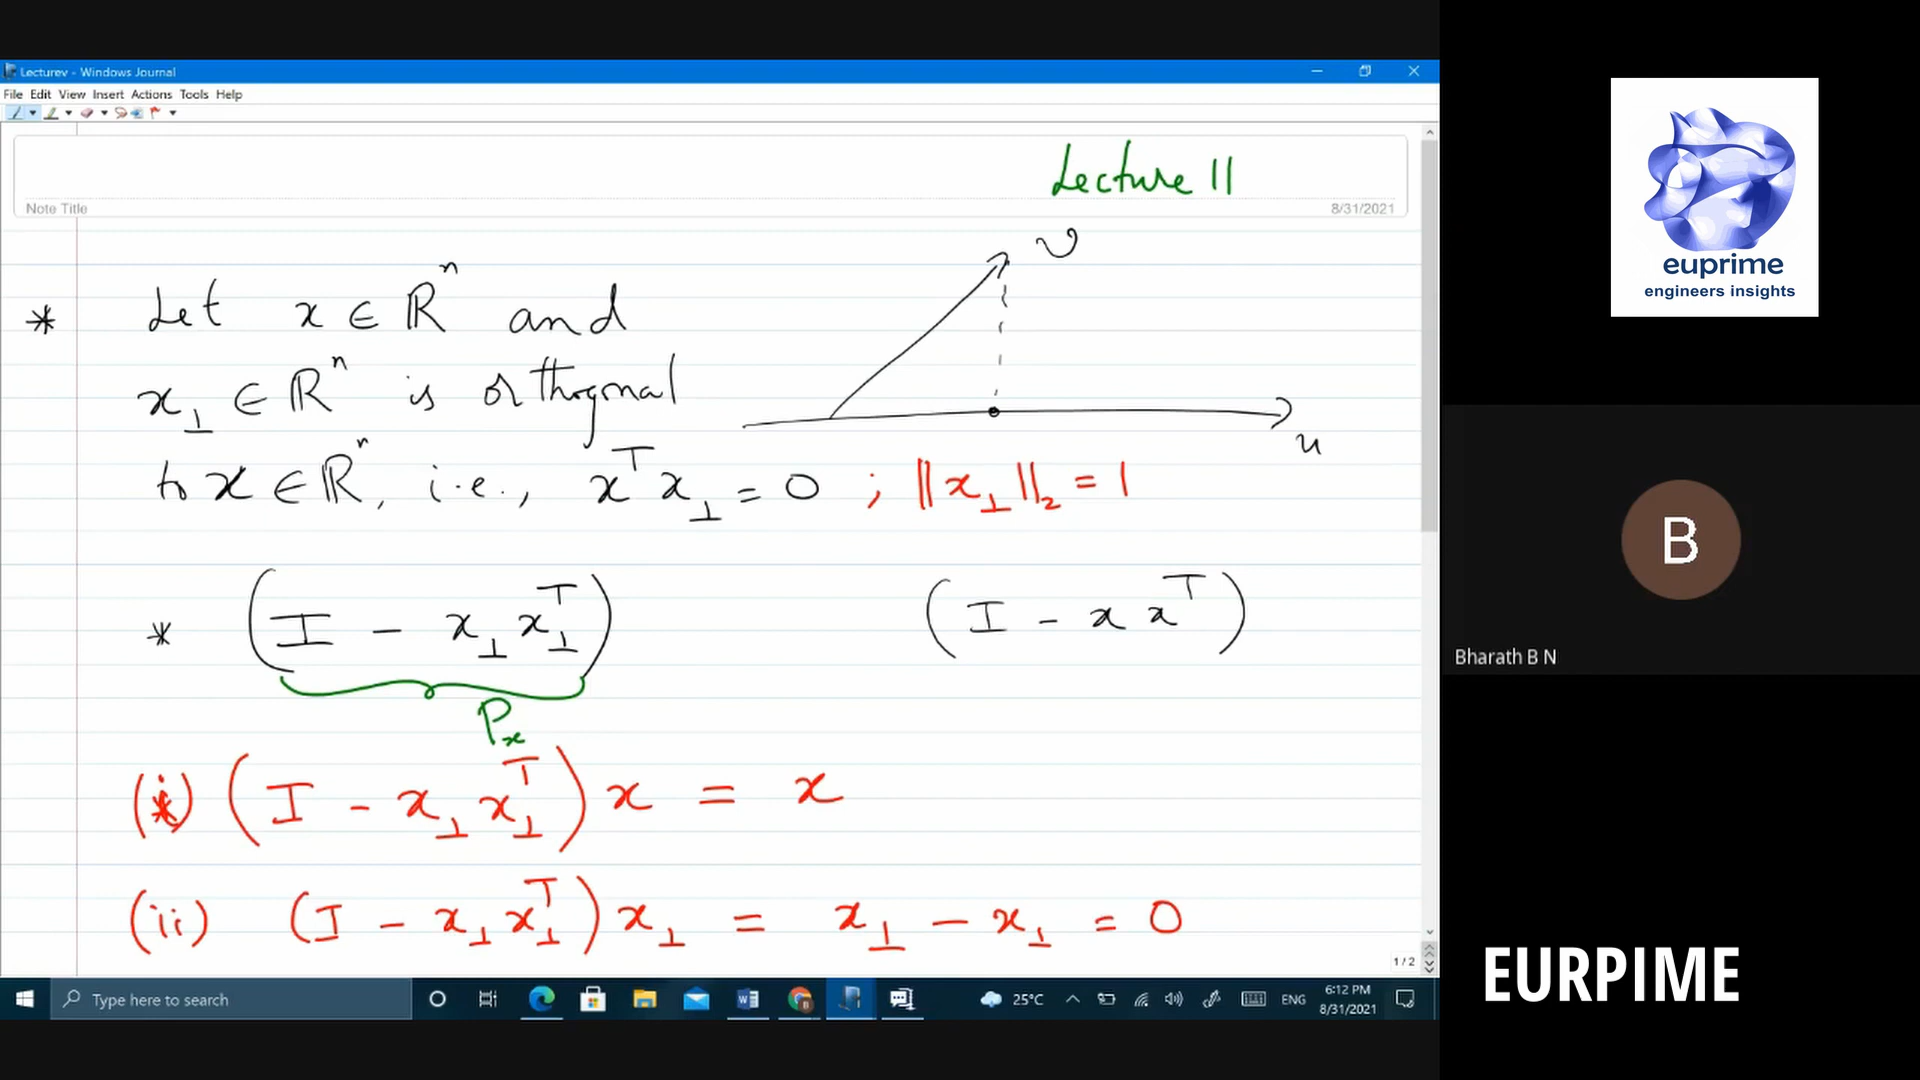 Lecturev - Windows Journal
File Edit View Insert Actions Tools Help
Lecture 11
Note Title
8/31/2021
v
u
* Let x ∈ ℝⁿ and
x⊥ ∈ ℝⁿ is orthogonal
to x ∈ ℝⁿ, i.e., xᵀ x⊥ = 0 ; ||x⊥||₂ = 1
* (I - x⊥ x⊥ᵀ)
(I - x xᵀ)
Pₓ
(i) (I - x⊥ x⊥ᵀ) x = x
(ii) (I - x⊥ x⊥ᵀ) x⊥ = x⊥ - x⊥ = 0
1 / 2
Type here to search
25°C
ENG
6:12 PM
8/31/2021
euprime
engineers insights
B
Bharath B N
EURPIME